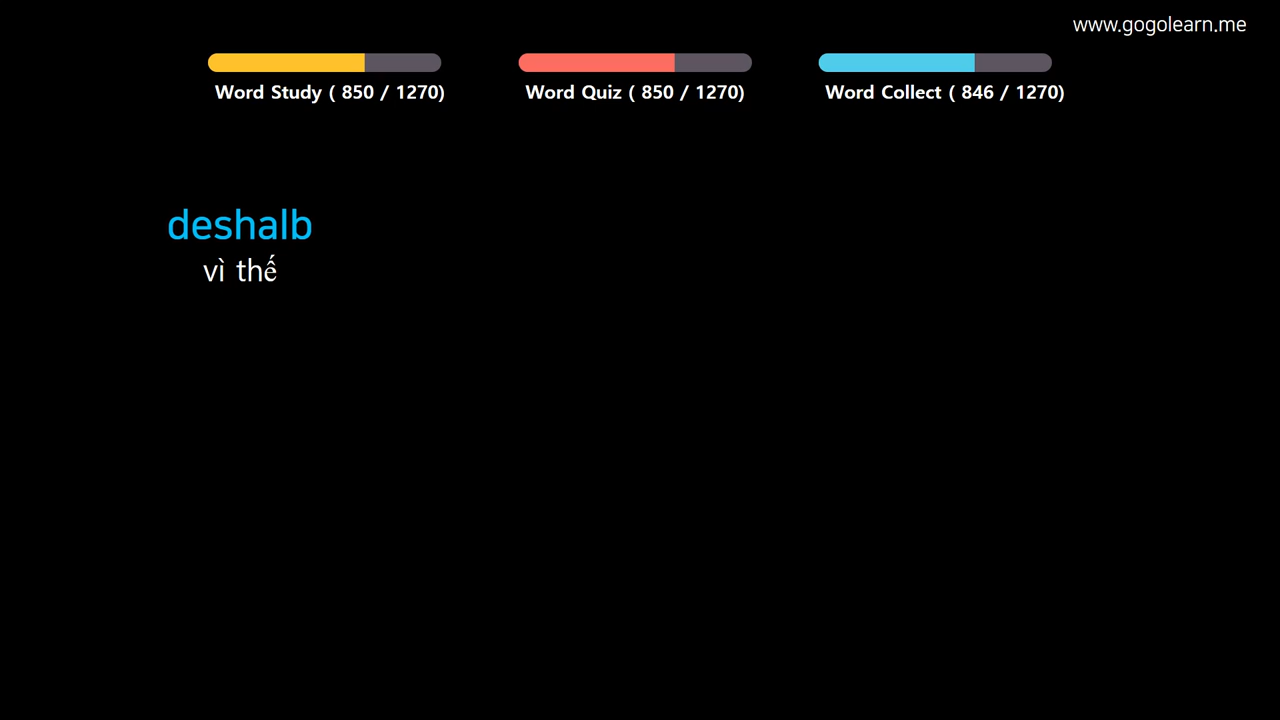 www.gogolearn.me
Word Study ( 850 / 1270)
Word Quiz ( 850 / 1270)
Word Collect ( 846 / 1270)
deshalb
vì thế